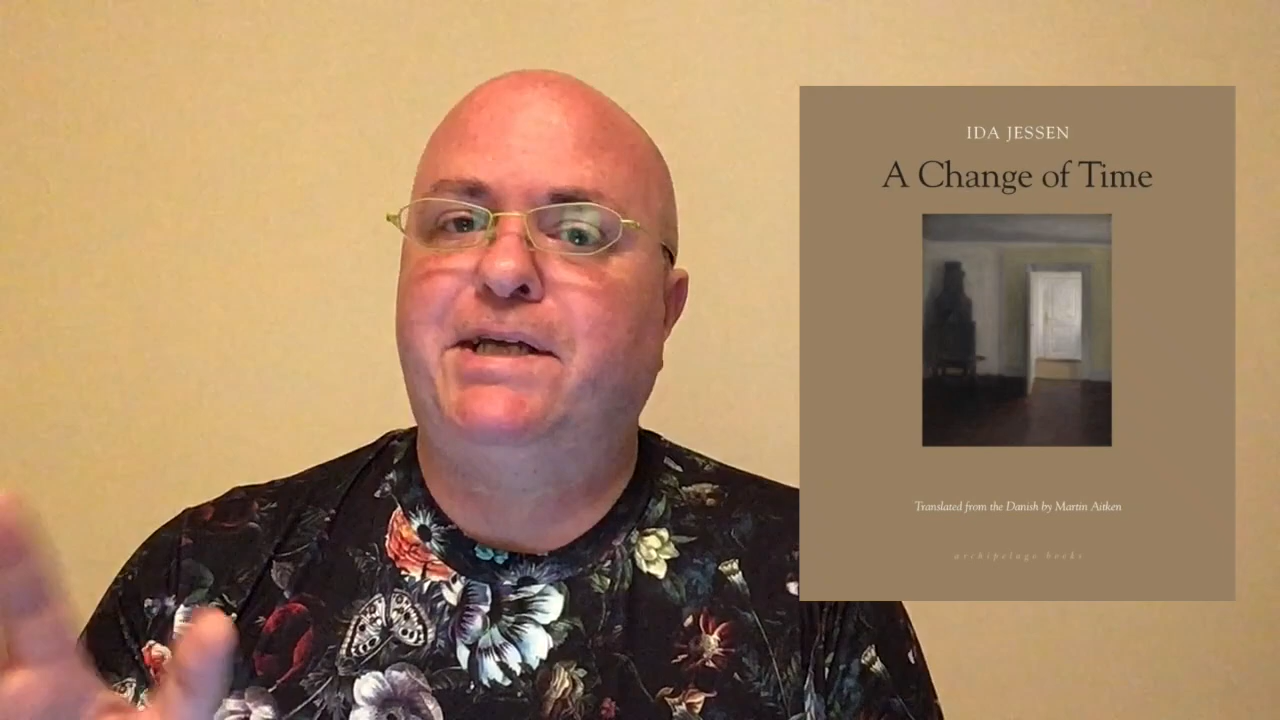 IDA JESSEN
A Change of Time
Translated from the Danish by Martin Aitken
archipelago books